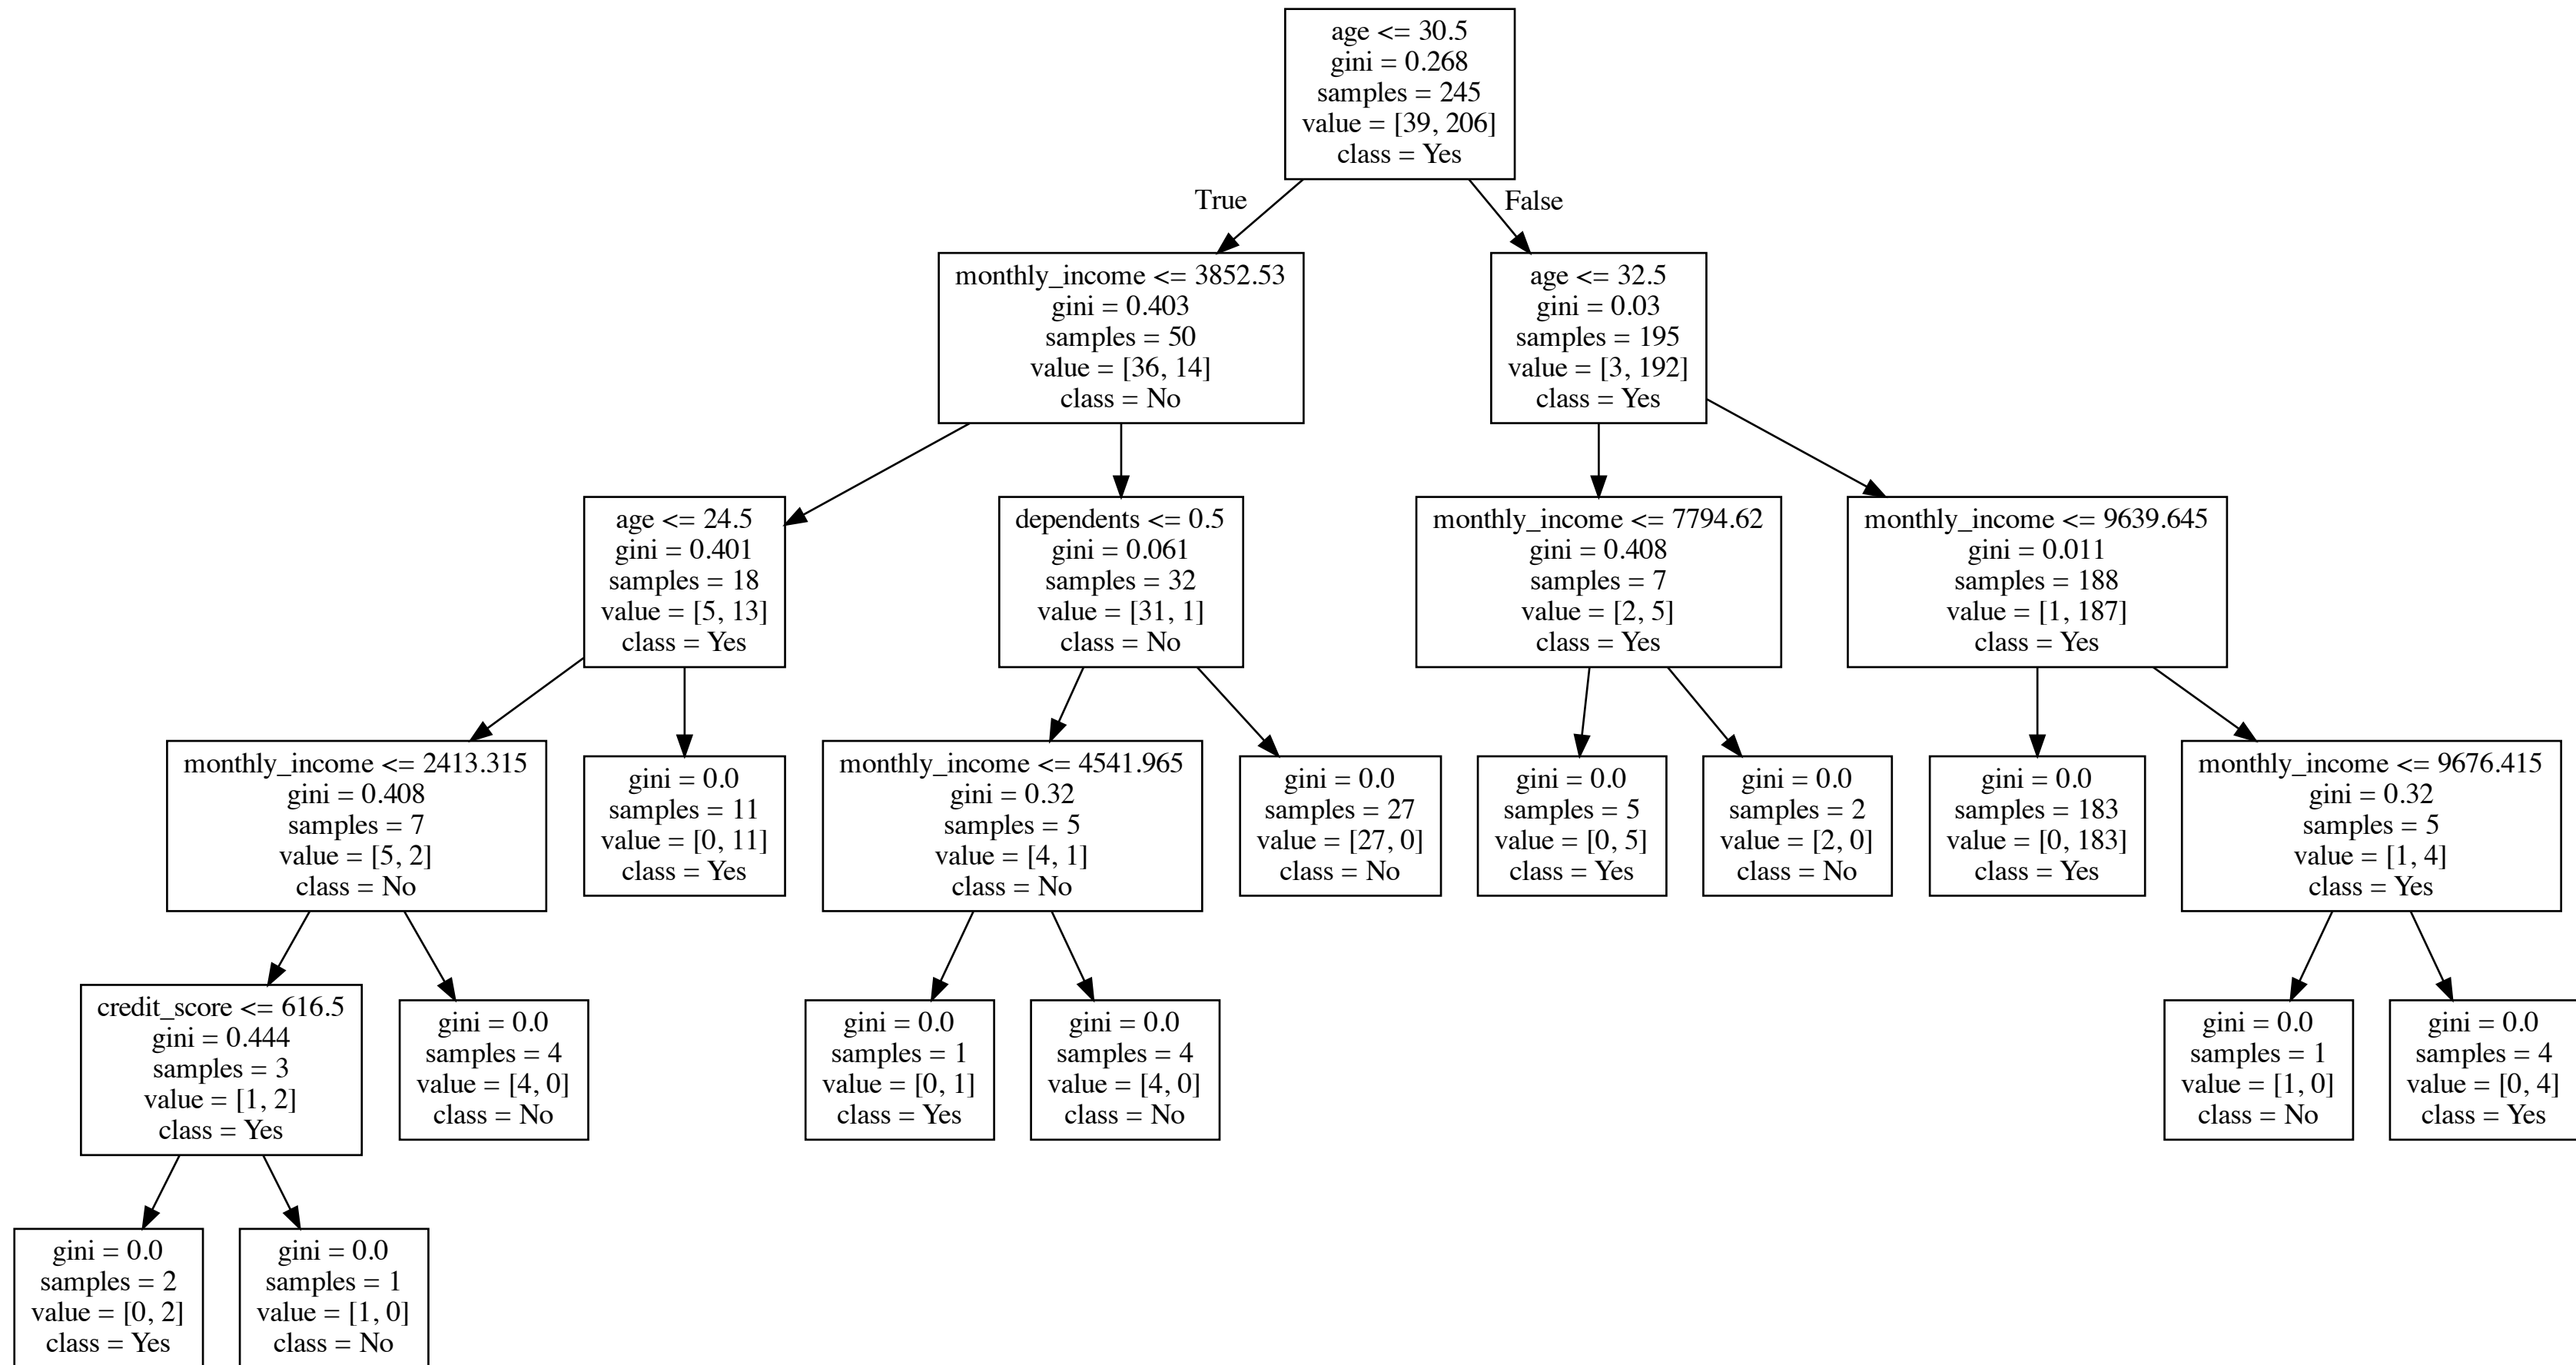 age <= 30.5
gini = 0.268
samples = 245
value = [39, 206]
class = Yes
True
False
monthly_income <= 3852.53
gini = 0.403
samples = 50
value = [36, 14]
class = No
age <= 32.5
gini = 0.03
samples = 195
value = [3, 192]
class = Yes
age <= 24.5
gini = 0.401
samples = 18
value = [5, 13]
class = Yes
dependents <= 0.5
gini = 0.061
samples = 32
value = [31, 1]
class = No
monthly_income <= 7794.62
gini = 0.408
samples = 7
value = [2, 5]
class = Yes
monthly_income <= 9639.645
gini = 0.011
samples = 188
value = [1, 187]
class = Yes
monthly_income <= 2413.315
gini = 0.408
samples = 7
value = [5, 2]
class = No
gini = 0.0
samples = 11
value = [0, 11]
class = Yes
monthly_income <= 4541.965
gini = 0.32
samples = 5
value = [4, 1]
class = No
gini = 0.0
samples = 27
value = [27, 0]
class = No
gini = 0.0
samples = 5
value = [0, 5]
class = Yes
gini = 0.0
samples = 2
value = [2, 0]
class = No
gini = 0.0
samples = 183
value = [0, 183]
class = Yes
monthly_income <= 9676.415
gini = 0.32
samples = 5
value = [1, 4]
class = Yes
credit_score <= 616.5
gini = 0.444
samples = 3
value = [1, 2]
class = Yes
gini = 0.0
samples = 4
value = [4, 0]
class = No
gini = 0.0
samples = 1
value = [0, 1]
class = Yes
gini = 0.0
samples = 4
value = [4, 0]
class = No
gini = 0.0
samples = 1
value = [1, 0]
class = No
gini = 0.0
samples = 4
value = [0, 4]
class = Yes
gini = 0.0
samples = 2
value = [0, 2]
class = Yes
gini = 0.0
samples = 1
value = [1, 0]
class = No